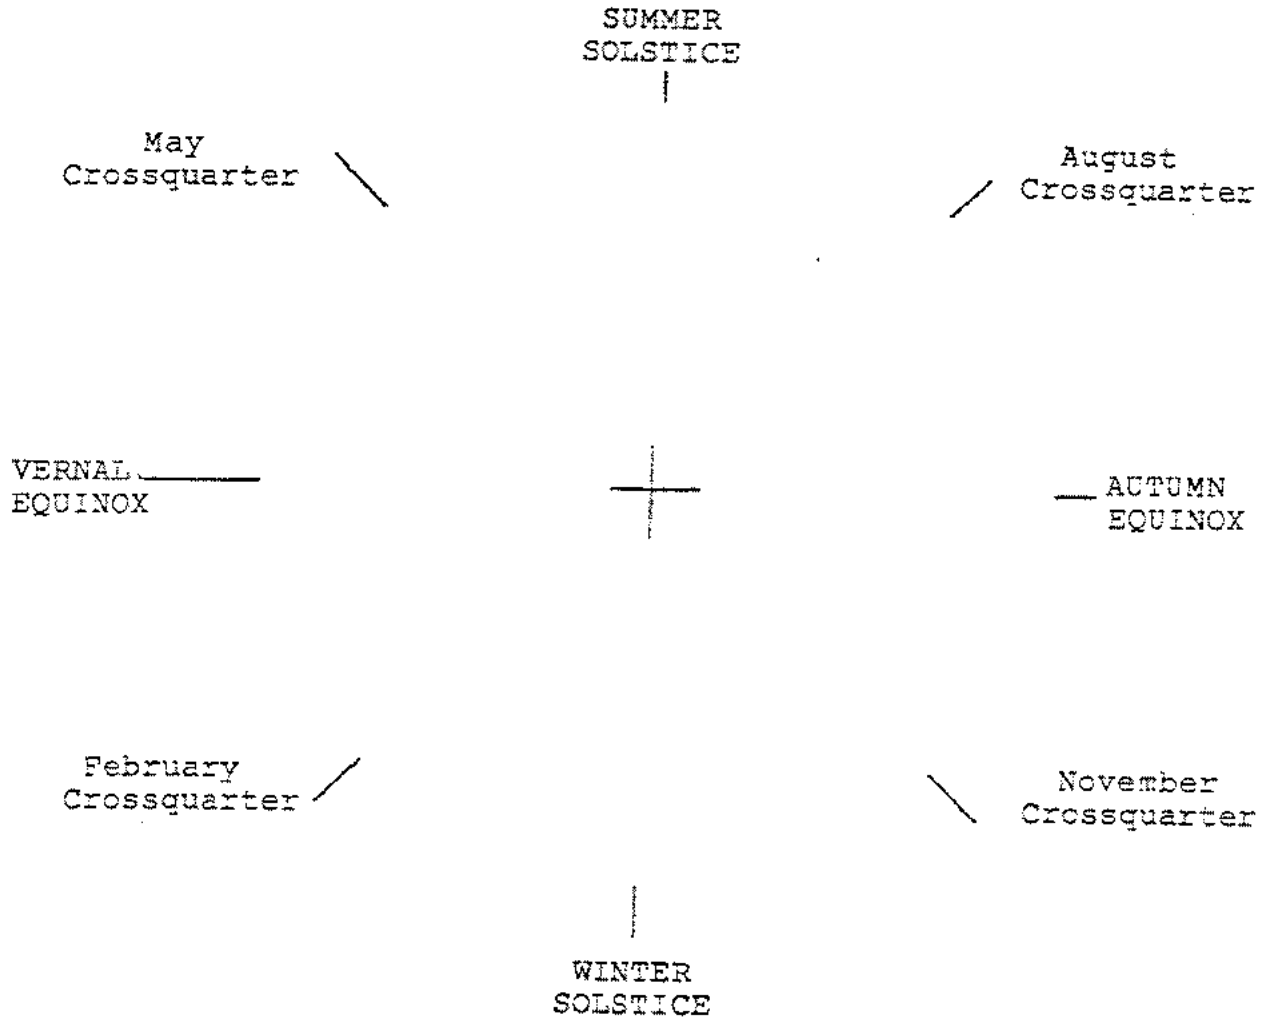 SUMMER
SOLSTICE
May
Crossquarter
August
Crossquarter
VERNAL
EQUINOX
AUTUMN
EQUINOX
February
Crossquarter
November
Crossquarter
WINTER
SOLSTICE